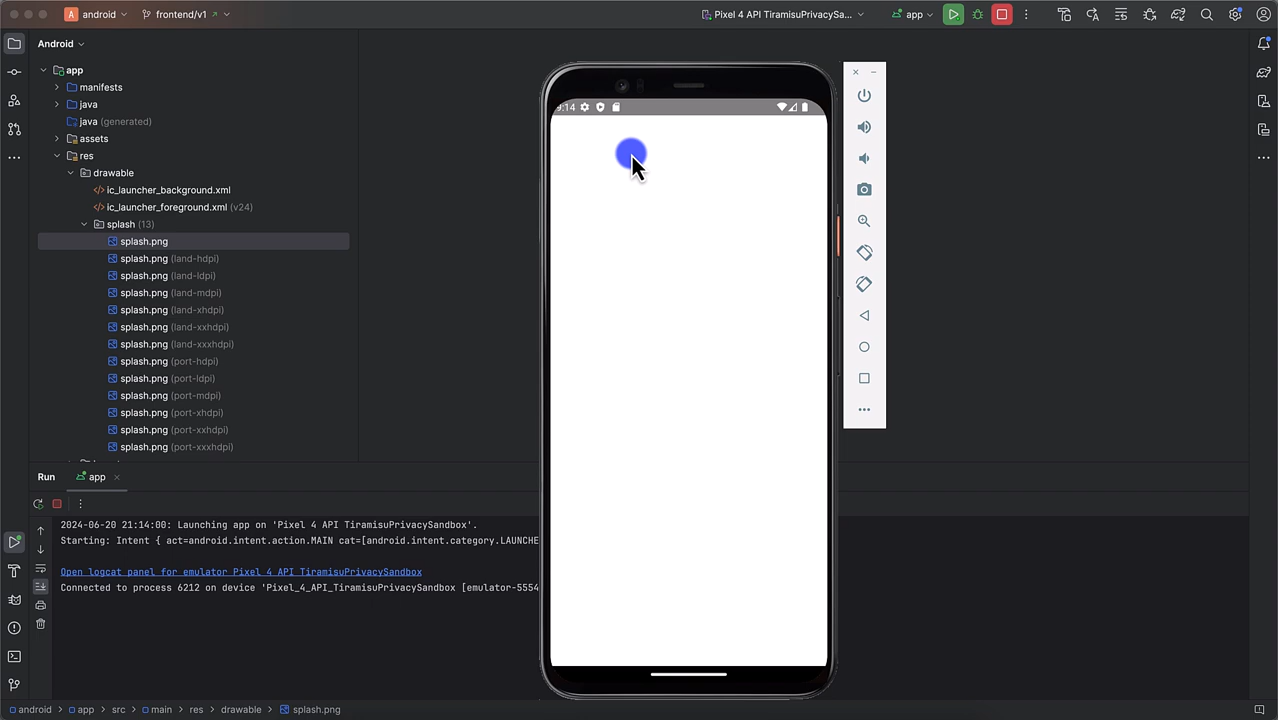 A android
frontend/v1
Pixel 4 API TiramisuPrivacySa...
app
Android
app
manifests
java
java (generated)
assets
res
drawable
ic_launcher_background.xml
ic_launcher_foreground.xml (v24)
splash (13)
splash.png
splash.png (land-hdpi)
splash.png (land-ldpi)
splash.png (land-mdpi)
splash.png (land-xhdpi)
splash.png (land-xxhdpi)
splash.png (land-xxxhdpi)
splash.png (port-hdpi)
splash.png (port-ldpi)
splash.png (port-mdpi)
splash.png (port-xhdpi)
splash.png (port-xxhdpi)
splash.png (port-xxxhdpi)
9:14
Run
app
2024-06-20 21:14:00: Launching app on 'Pixel 4 API TiramisuPrivacySandbox'.
Starting: Intent { act=android.intent.action.MAIN cat=[android.intent.category.LAUNCHE
Open logcat panel for emulator Pixel 4 API TiramisuPrivacySandbox
Connected to process 6212 on device 'Pixel_4_API_TiramisuPrivacySandbox [emulator-5554
android
app
src
main
res
drawable
splash.png